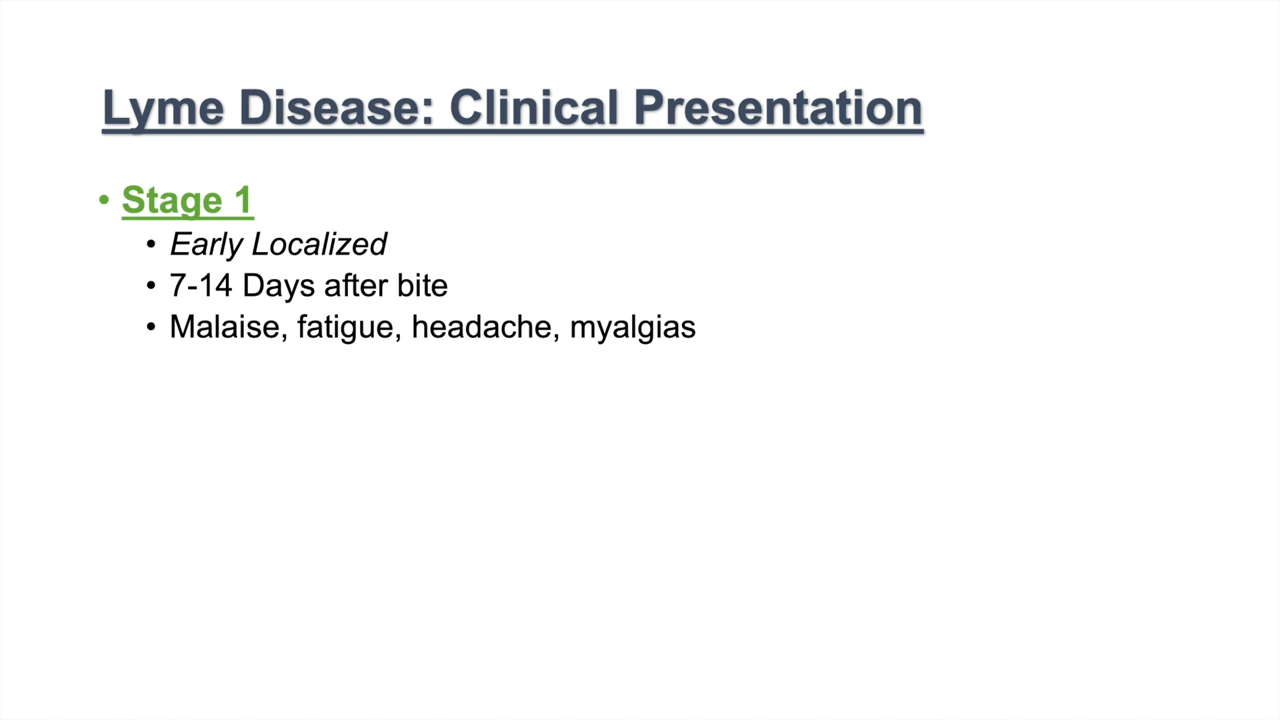 Lyme Disease: Clinical Presentation
• Stage 1
• Early Localized
• 7-14 Days after bite
• Malaise, fatigue, headache, myalgias